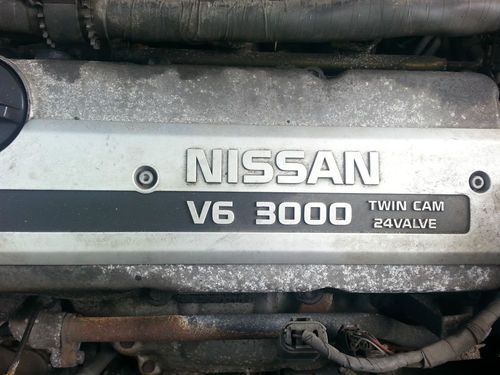 NISSAN
V6 3000 TWIN CAM
24VALVE